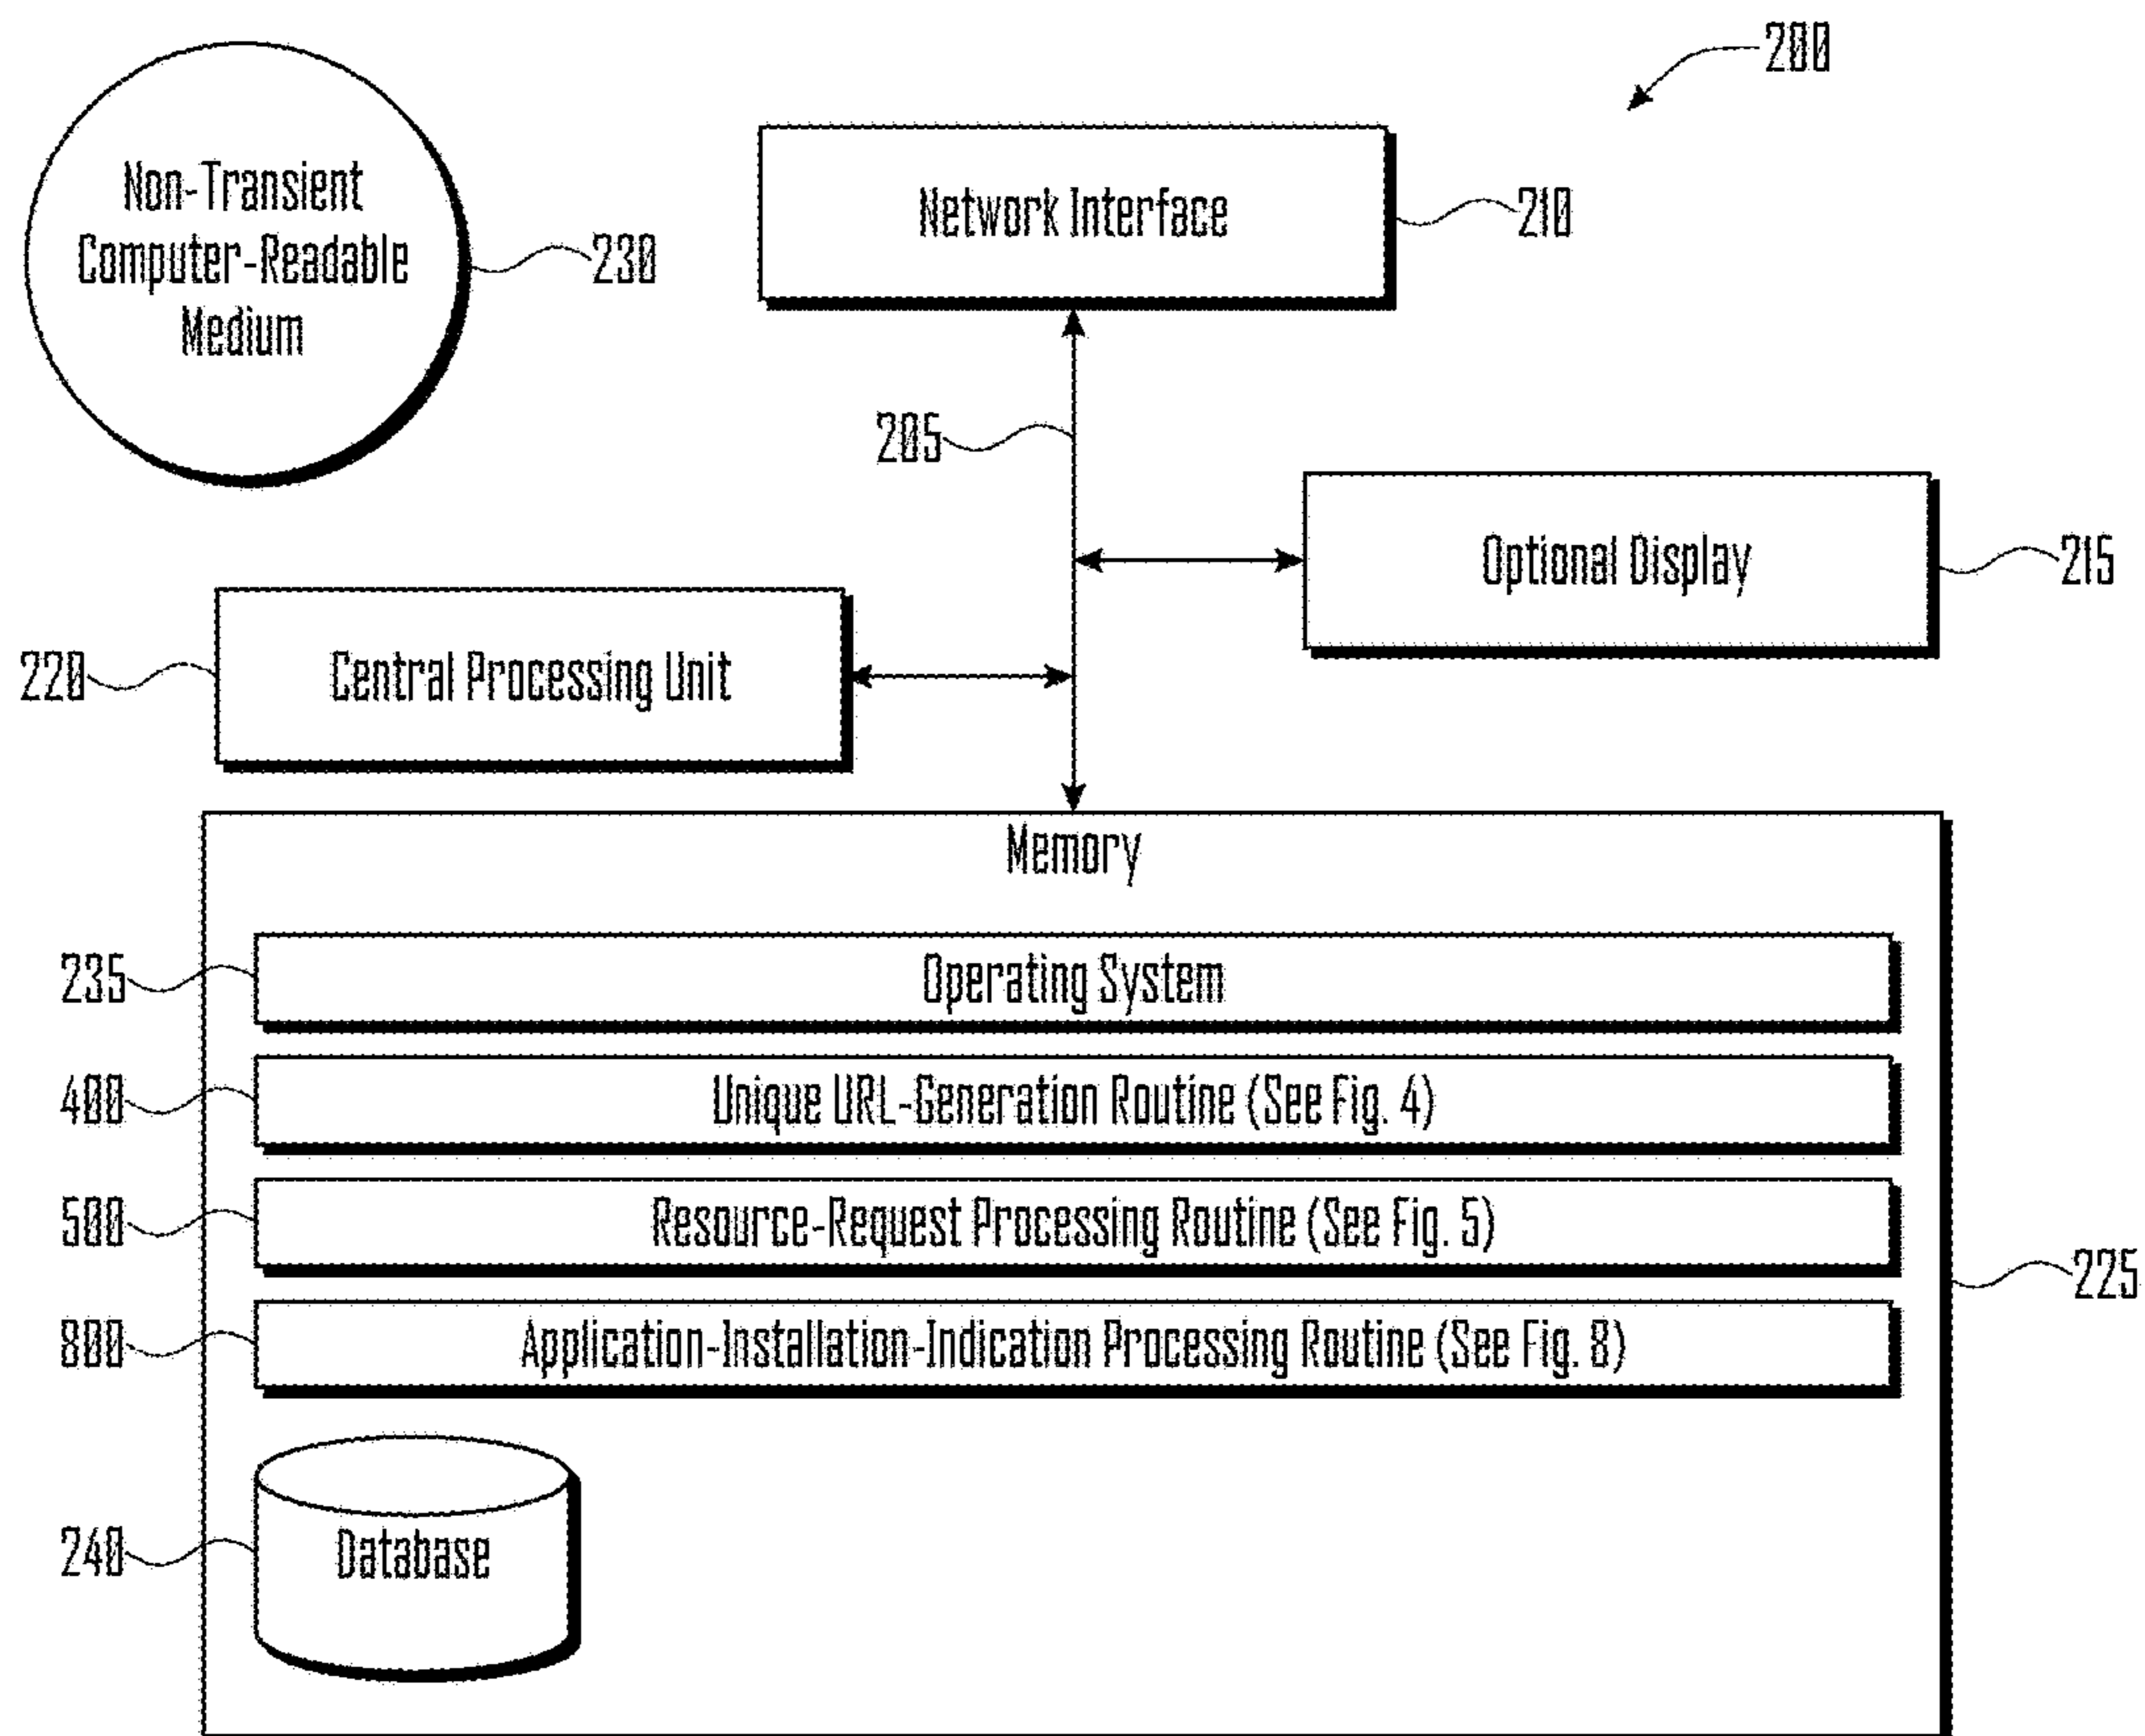 200
Non-Transient
Computer-Readable
Medium
230
Network Interface
210
205
Optional Display
215
220
Central Processing Unit
Memory
235
Operating System
400
Unique URL-Generation Routine (See Fig. 4)
500
Resource-Request Processing Routine (See Fig. 5)
225
800
Application-Installation-Indication Processing Routine (See Fig. 8)
240
Database